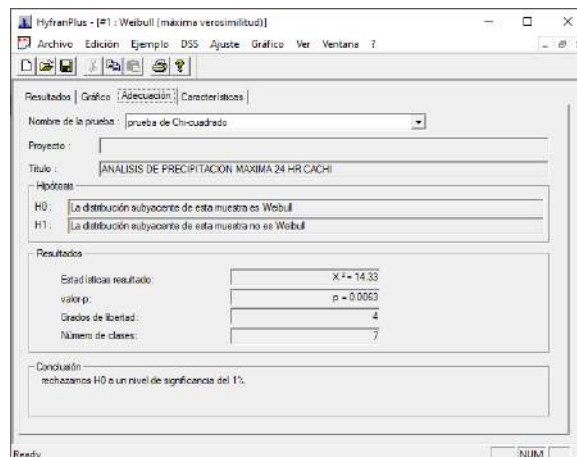 HyfranPlus - [#1 : Weibull (máxima verosimilitud)]
Archivo Edición Ejemplo DSS Ajuste Gráfico Ver Ventana ?
Resultados Gráfico Adecuación Características
Nombre de la prueba : prueba de Chi-cuadrado
Proyecto :
Título : ANALISIS DE PRECIPITACION MAXIMA 24 HR CACHI
Hipótesis
H0 : La distribución subyacente de esta muestra es Weibull
H1 : La distribución subyacente de esta muestra no es Weibull
Resultados
Estadísticas resultado: X² = 14.33
valor-p: p = 0.0063
Grados de libertad: 4
Número de clases: 7
Conclusión
rechazamos H0 a un nivel de significancia del 1%.
Ready NUM